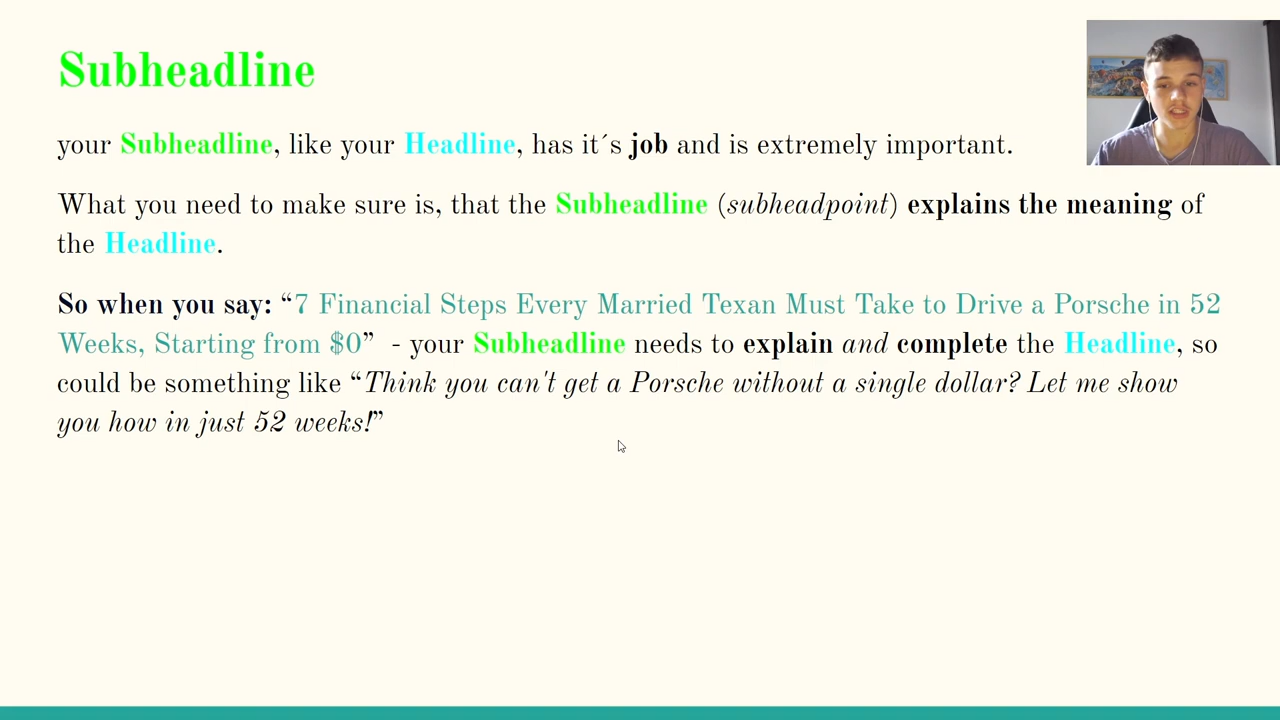 Subheadline
your Subheadline, like your Headline, has it´s job and is extremely important.
What you need to make sure is, that the Subheadline (subheadpoint) explains the meaning of
the Headline.
So when you say: “7 Financial Steps Every Married Texan Must Take to Drive a Porsche in 52
Weeks, Starting from $0”  - your Subheadline needs to explain and complete the Headline, so
could be something like “Think you can't get a Porsche without a single dollar? Let me show
you how in just 52 weeks!”